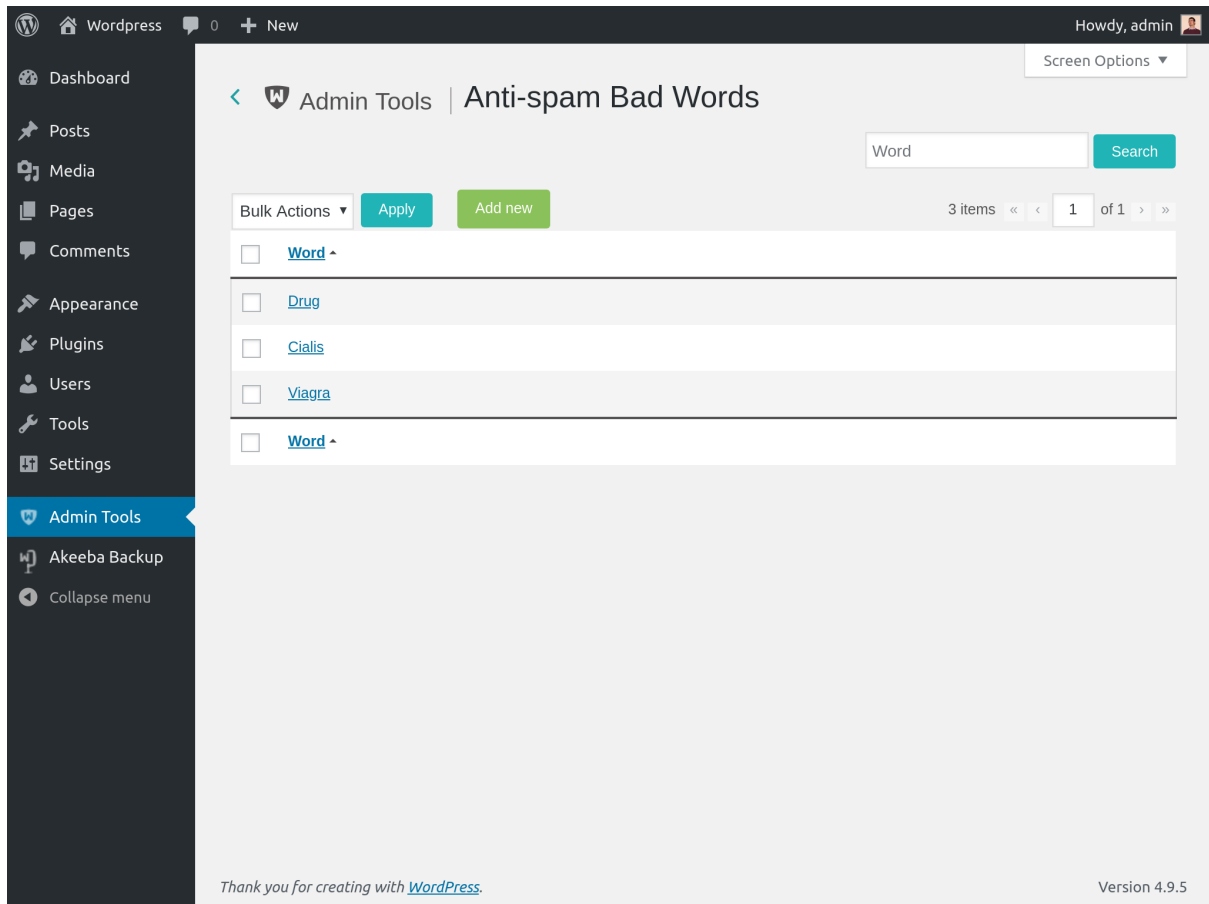 Wordpress 0 New Howdy, admin
Screen Options ▼
Dashboard
Posts
Media
Pages
Comments
Appearance
Plugins
Users
Tools
Settings
Admin Tools
Akeeba Backup
Collapse menu
Admin Tools | Anti-spam Bad Words
Word Search
Bulk Actions ▼ Apply Add new 3 items « ‹ 1 of 1 › »
Word
Drug
Cialis
Viagra
Word
Thank you for creating with WordPress. Version 4.9.5